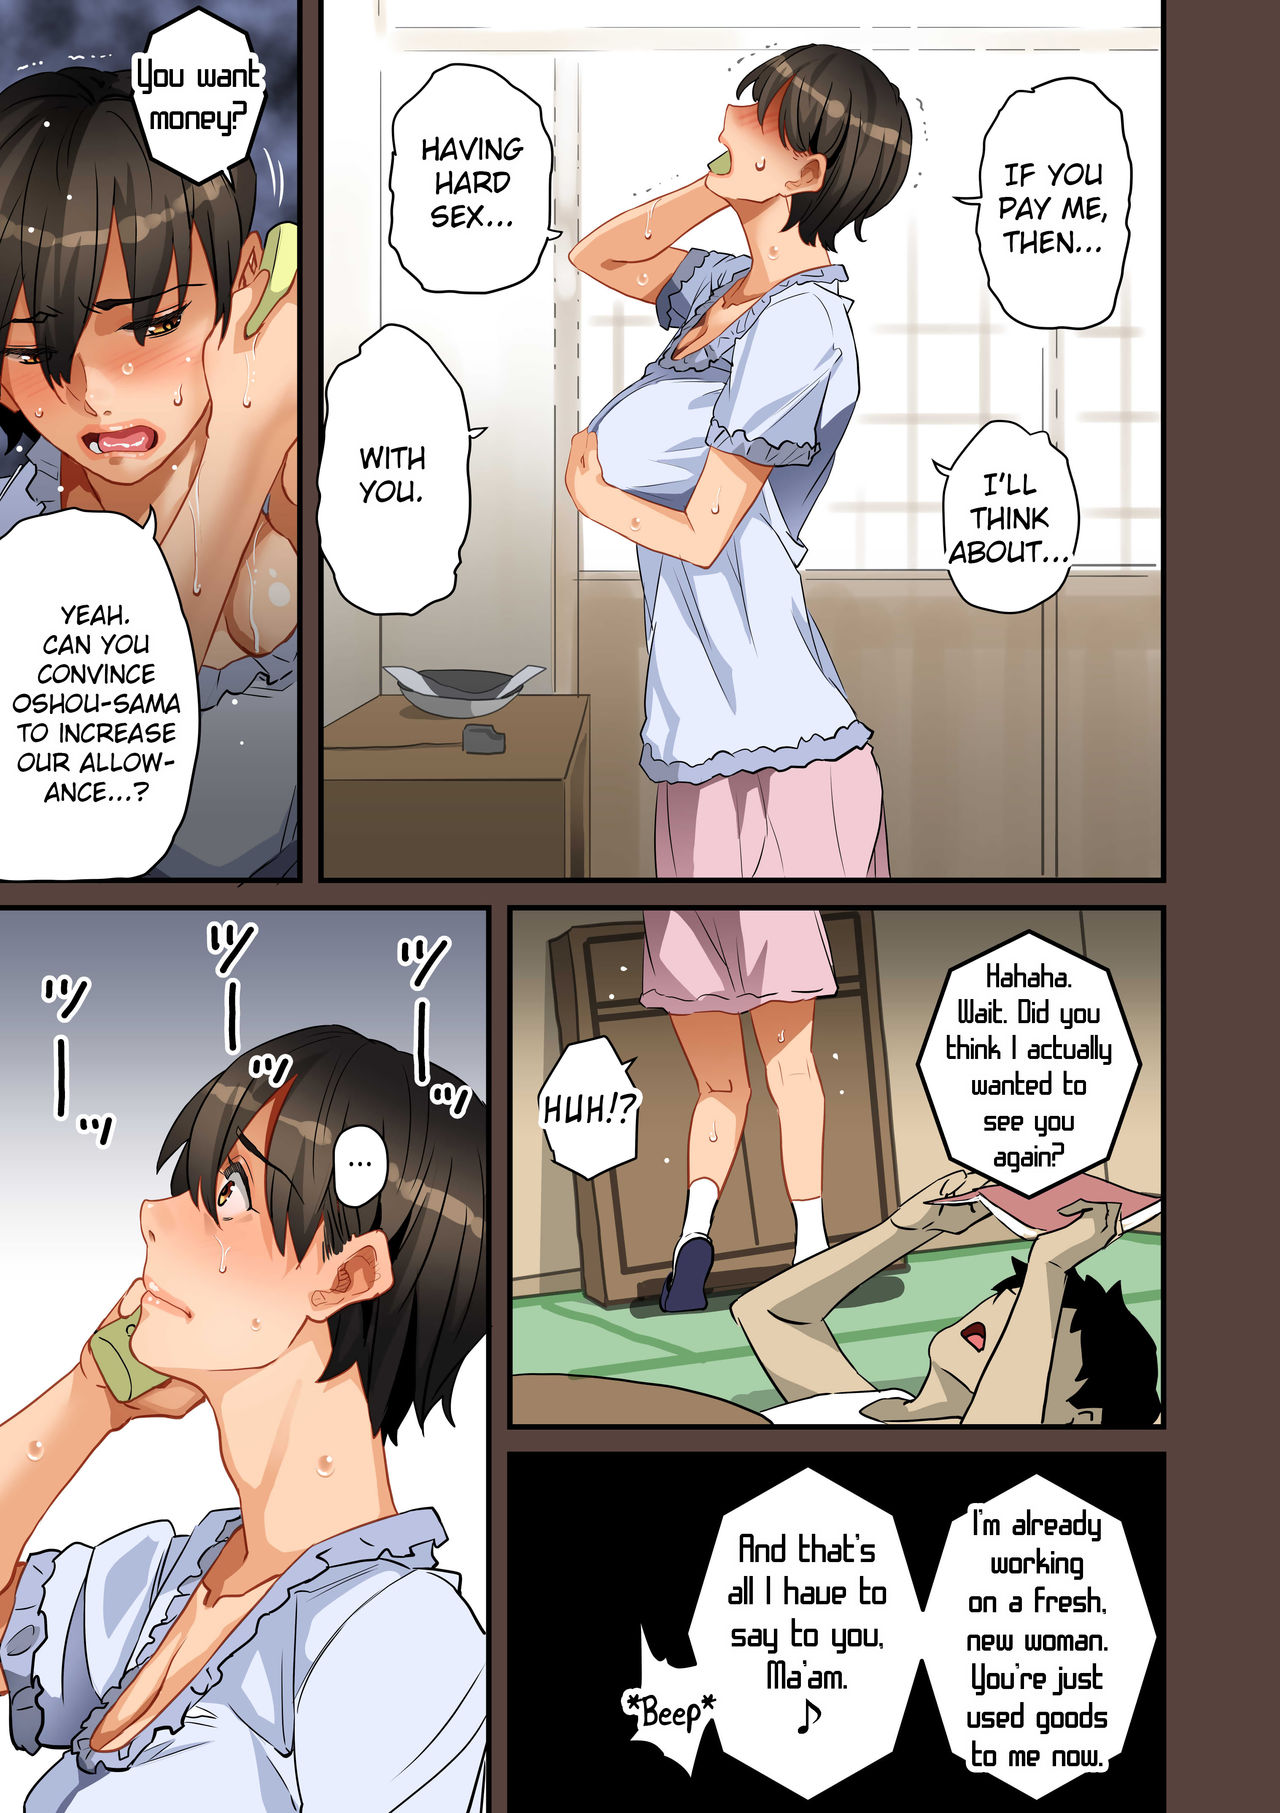 IF YOU
PAY ME,
THEN...
I'LL
THINK
ABOUT...
HAVING
HARD
SEX...
WITH
YOU.
You want
money?
YEAH.
CAN YOU
CONVINCE
OSHOU-SAMA
TO INCREASE
OUR ALLOW-
ANCE...?
Hahaha.
Wait. Did you
think I actually
wanted to
see you
again?
HUH!?
I'm already
working
on a fresh,
new woman.
You're just
used goods
to me now.
And that's
all I have to
say to you,
Ma'am.
♪
*Beep*
ツーッ
ツーッ
ツーッ
...